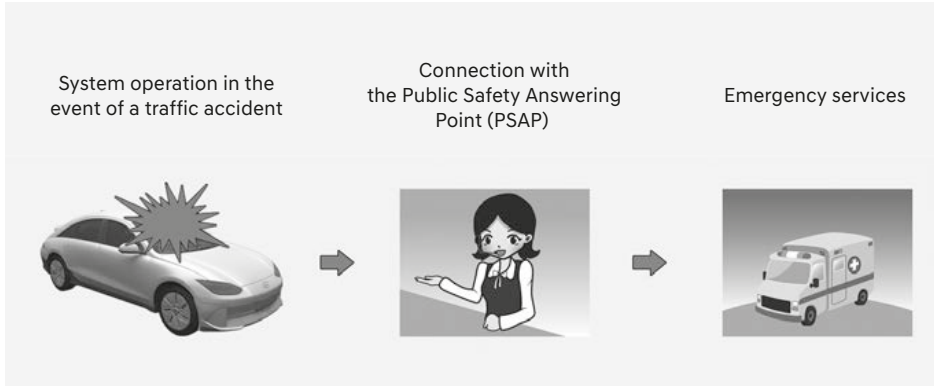 System operation in the
event of a traffic accident
Connection with
the Public Safety Answering
Point (PSAP)
Emergency services